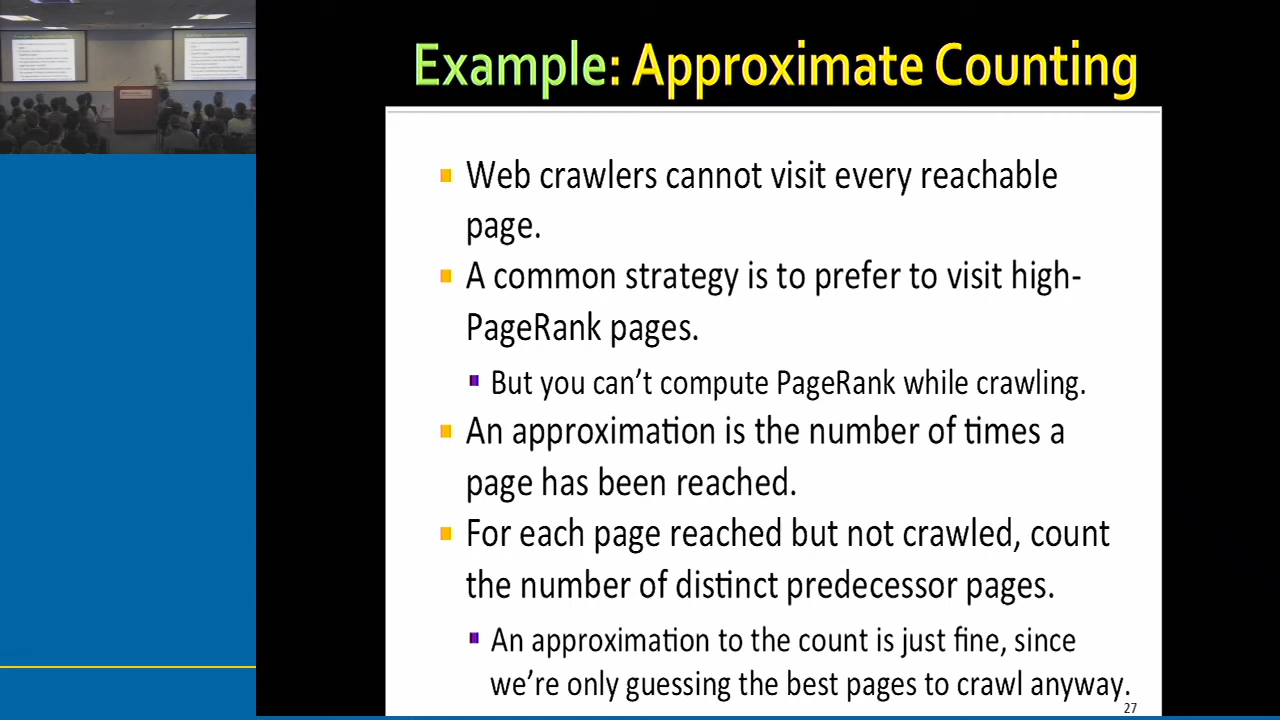 Example: Approximate Counting
Web crawlers cannot visit every reachable
page.
A common strategy is to prefer to visit high-
PageRank pages.
But you can't compute PageRank while crawling.
An approximation is the number of times a
page has been reached.
For each page reached but not crawled, count
the number of distinct predecessor pages.
An approximation to the count is just fine, since
we're only guessing the best pages to crawl anyway.
27